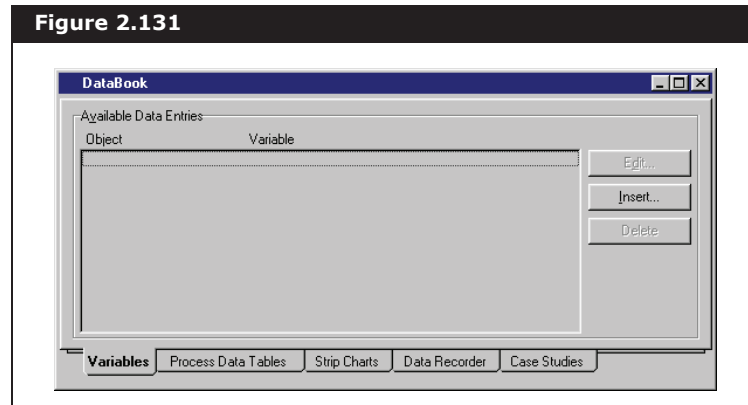 Figure 2.131
DataBook
Available Data Entries
Object Variable
Edit...
Insert...
Delete
Variables Process Data Tables Strip Charts Data Recorder Case Studies